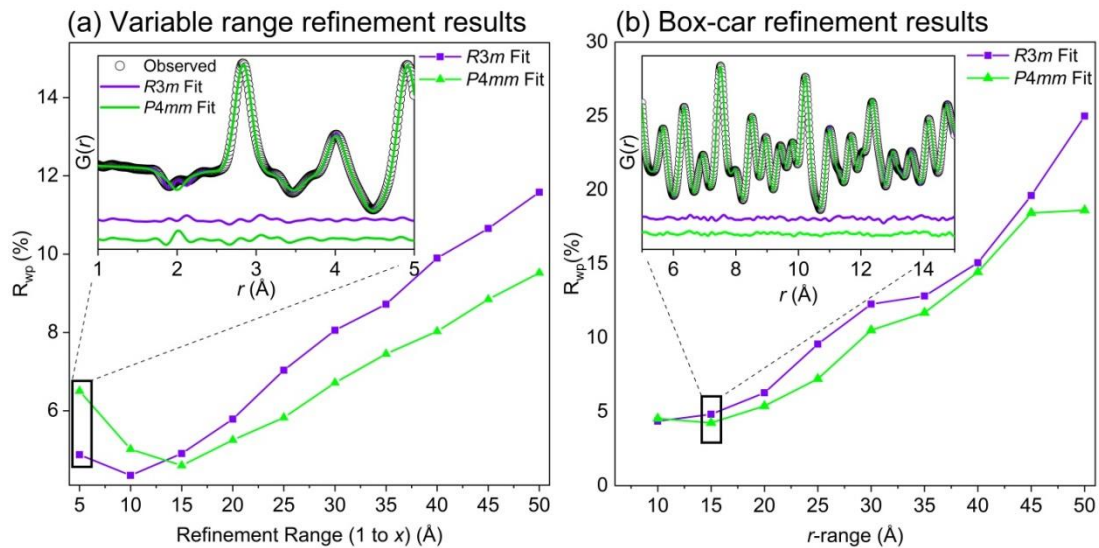 (a) Variable range refinement results
R3m Fit
P4mm Fit
Observed
R3m Fit
P4mm Fit
G(r)
1 2 3 4 5
r (Å)
14
12
10
8
6
Rwp(%)
5 10 15 20 25 30 35 40 45 50
Refinement Range (1 to x) (Å)
(b) Box-car refinement results
R3m Fit
P4mm Fit
G(r)
6 8 10 12 14
r (Å)
30
25
20
15
10
5
0
Rwp(%)
10 15 20 25 30 35 40 45 50
r-range (Å)